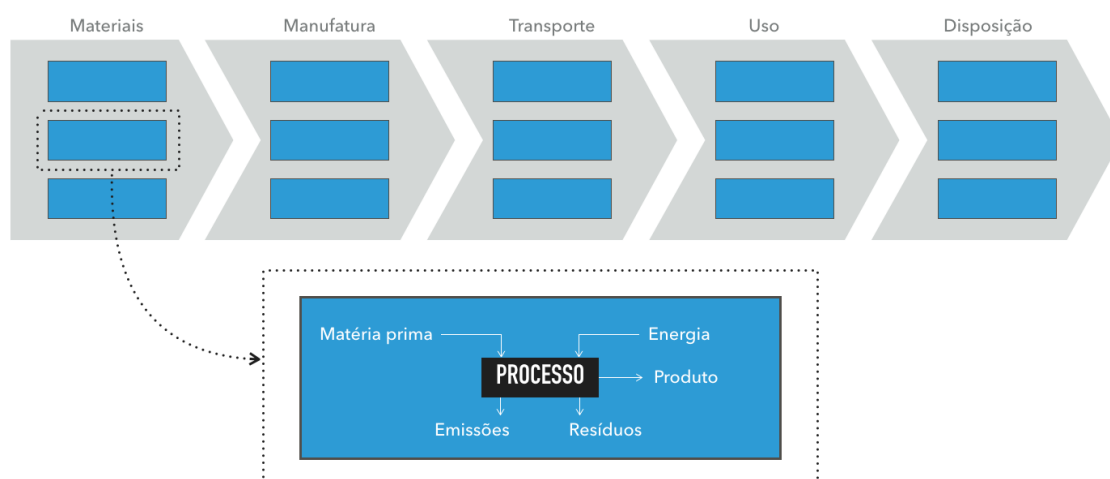 Materiais
Manufatura
Transporte
Uso
Disposição
Matéria prima
Energia
PROCESSO
Produto
Emissões
Resíduos